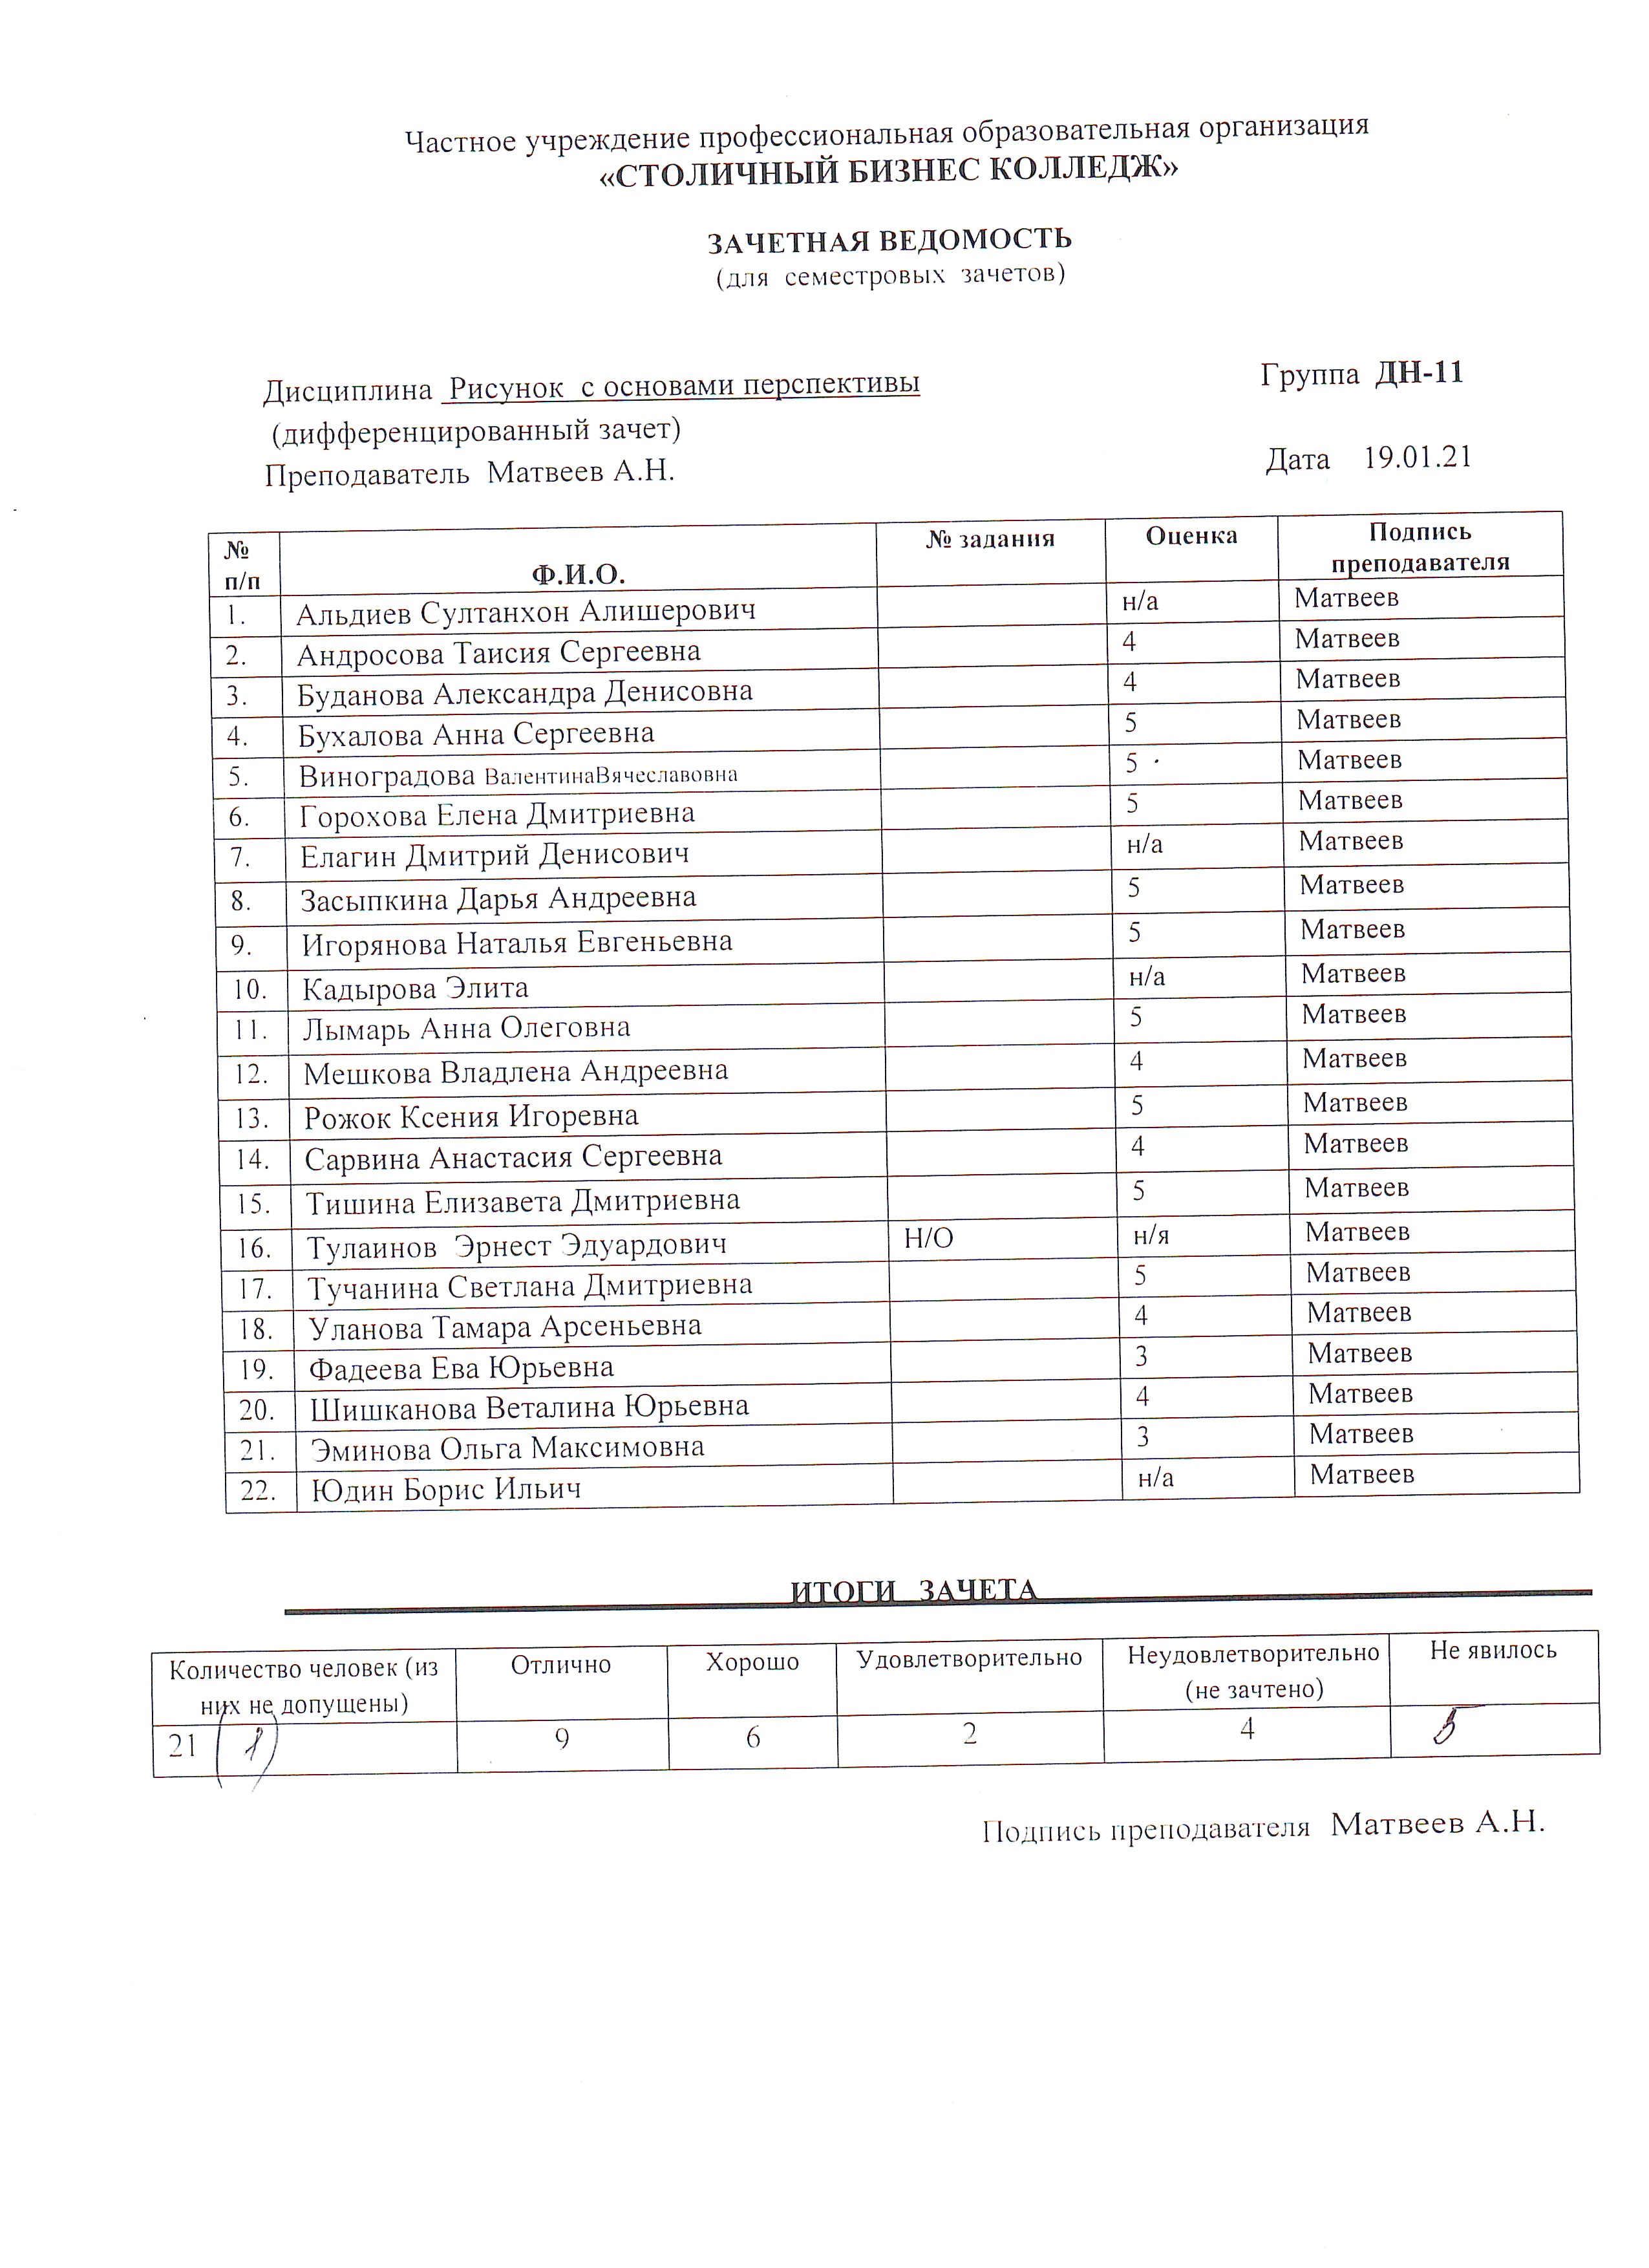 Частное учреждение профессиональная образовательная организация
«СТОЛИЧНЫЙ БИЗНЕС КОЛЛЕДЖ»
ЗАЧЕТНАЯ ВЕДОМОСТЬ
(для семестровых зачетов)
Дисциплина Рисунок с основами перспективы Группа ДН-11
(дифференцированный зачет)
Преподаватель Матвеев А.Н. Дата 19.01.21
№ п/п Ф.И.О. № задания Оценка Подпись преподавателя
1. Альдиев Султанхон Алишерович н/а Матвеев
2. Андросова Таисия Сергеевна 4 Матвеев
3. Буданова Александра Денисовна 4 Матвеев
4. Бухалова Анна Сергеевна 5 Матвеев
5. Виноградова ВалентинаВячеславовна 5 Матвеев
6. Горохова Елена Дмитриевна 5 Матвеев
7. Елагин Дмитрий Денисович н/а Матвеев
8. Засыпкина Дарья Андреевна 5 Матвеев
9. Игорянова Наталья Евгеньевна 5 Матвеев
10. Кадырова Элита н/а Матвеев
11. Лымарь Анна Олеговна 5 Матвеев
12. Мешкова Владлена Андреевна 4 Матвеев
13. Рожок Ксения Игоревна 5 Матвеев
14. Сарвина Анастасия Сергеевна 4 Матвеев
15. Тишина Елизавета Дмитриевна 5 Матвеев
16. Тулаинов Эрнест Эдуардович Н/О н/я Матвеев
17. Тучанина Светлана Дмитриевна 5 Матвеев
18. Уланова Тамара Арсеньевна 4 Матвеев
19. Фадеева Ева Юрьевна 3 Матвеев
20. Шишканова Веталина Юрьевна 4 Матвеев
21. Эминова Ольга Максимовна 3 Матвеев
22. Юдин Борис Ильич н/а Матвеев
ИТОГИ ЗАЧЕТА
Количество человек (из них не допущены) Отлично Хорошо Удовлетворительно Неудовлетворительно (не зачтено) Не явилось
21 (1) 9 6 2 4 5
Подпись преподавателя Матвеев А.Н.